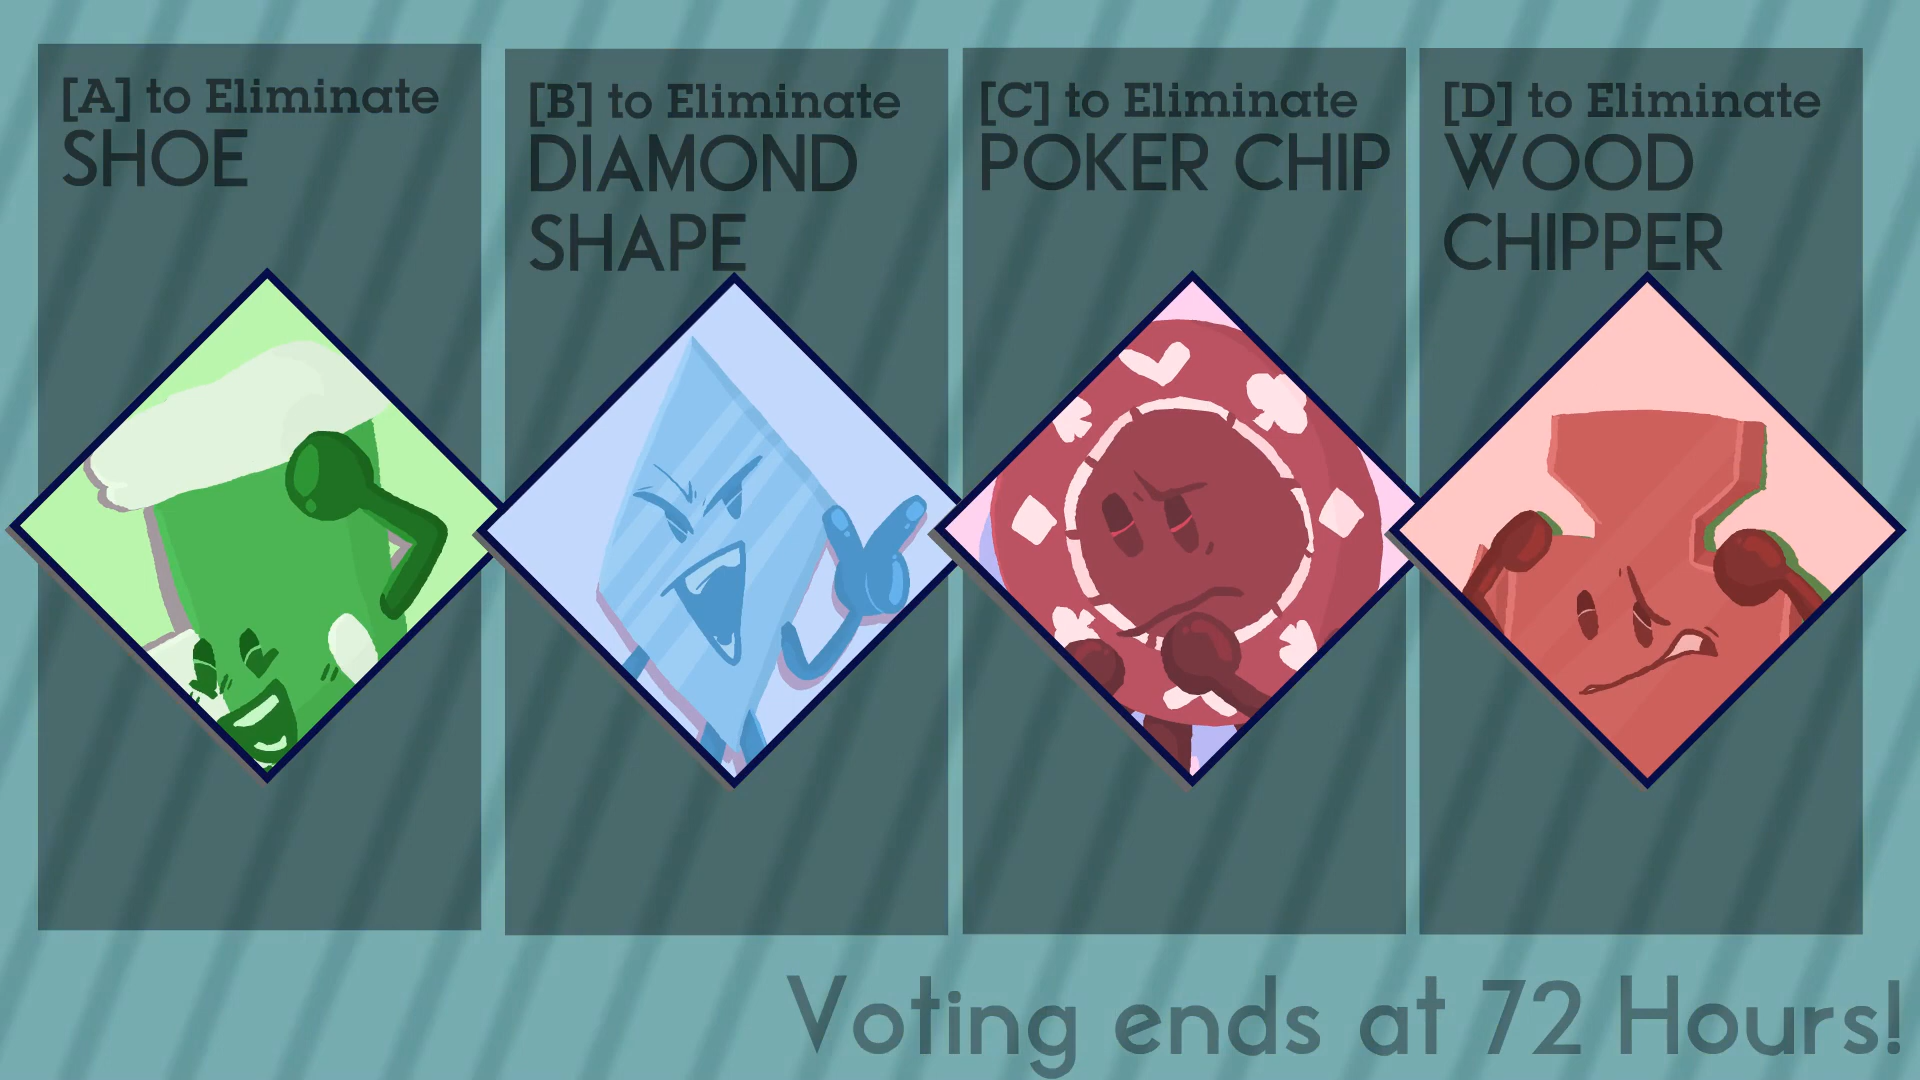 [A] to Eliminate
SHOE
[B] to Eliminate
DIAMOND
SHAPE
[C] to Eliminate
POKER CHIP
[D] to Eliminate
WOOD
CHIPPER
Voting ends at 72 Hours!